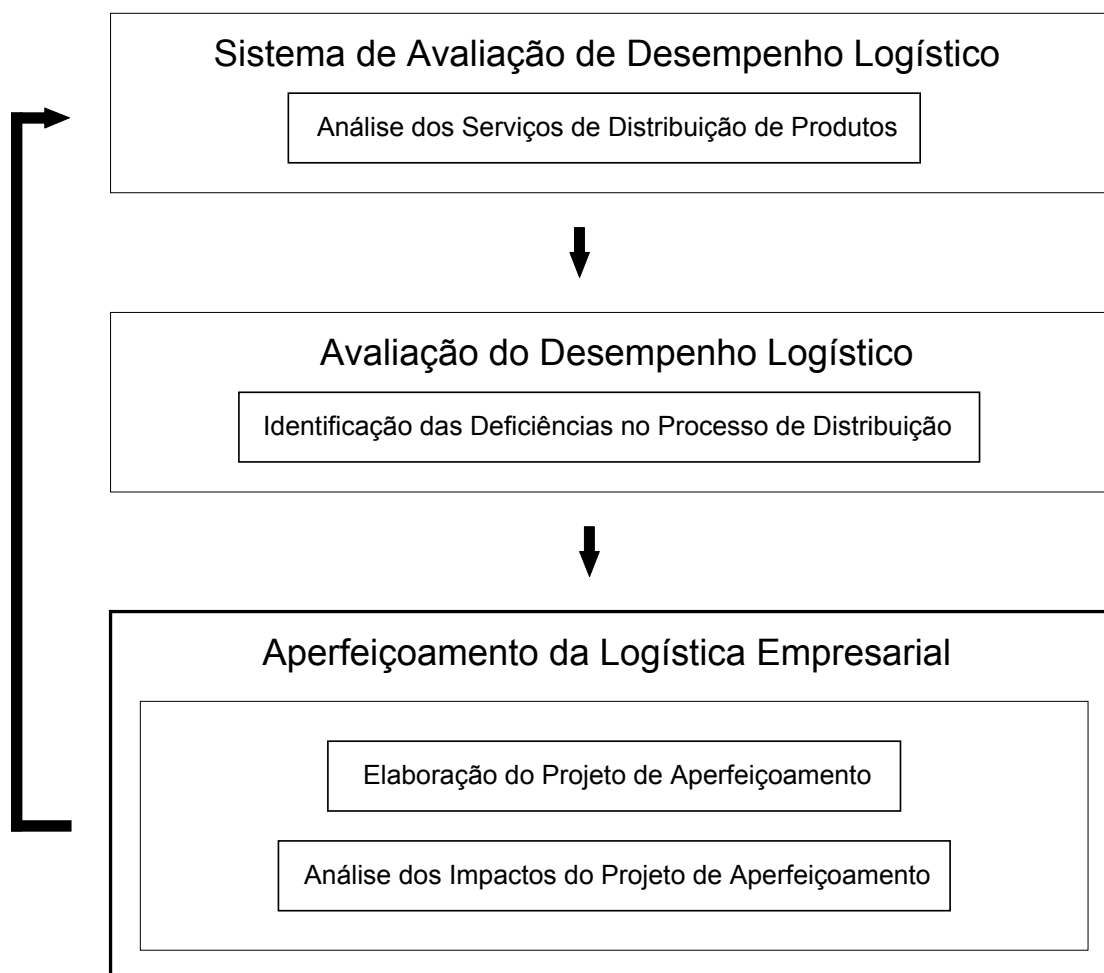 Sistema de Avaliação de Desempenho Logístico
Análise dos Serviços de Distribuição de Produtos
Avaliação do Desempenho Logístico
Identificação das Deficiências no Processo de Distribuição
Aperfeiçoamento da Logística Empresarial
Elaboração do Projeto de Aperfeiçoamento
Análise dos Impactos do Projeto de Aperfeiçoamento